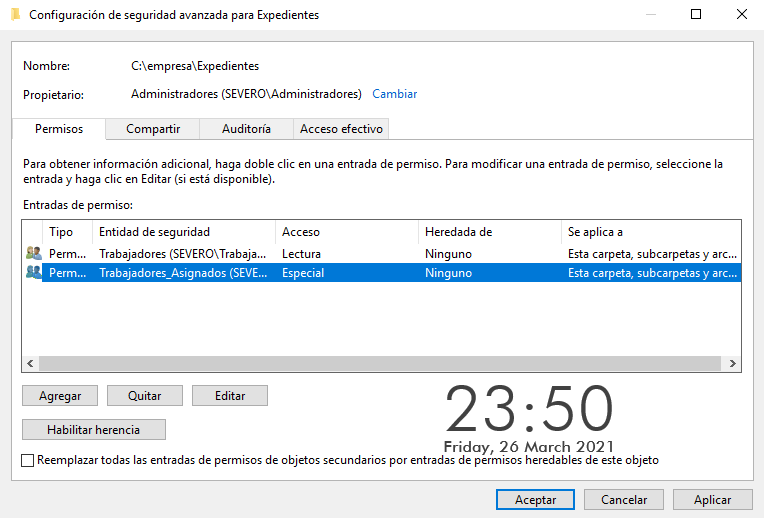 Configuración de seguridad avanzada para Expedientes
Nombre: C:\empresa\Expedientes
Propietario: Administradores (SEVERO\Administradores) Cambiar
Permisos Compartir Auditoría Acceso efectivo
Para obtener información adicional, haga doble clic en una entrada de permiso. Para modificar una entrada de permiso, seleccione la
entrada y haga clic en Editar (si está disponible).
Entradas de permiso:
Tipo Entidad de seguridad Acceso Heredada de Se aplica a
Perm... Trabajadores (SEVERO\Trabaja... Lectura Ninguno Esta carpeta, subcarpetas y arc...
Perm... Trabajadores_Asignados (SEVE... Especial Ninguno Esta carpeta, subcarpetas y arc...
Agregar Quitar Editar
23:50
Habilitar herencia
Friday, 26 March 2021
Reemplazar todas las entradas de permisos de objetos secundarios por entradas de permisos heredables de este objeto
Aceptar Cancelar Aplicar